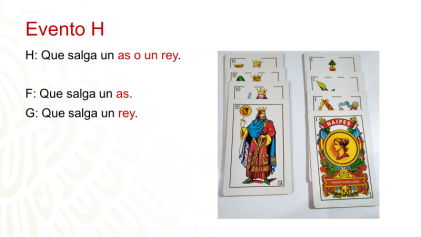 Evento H
H: Que salga un as o un rey.
F: Que salga un as.
G: Que salga un rey.
NAIPES